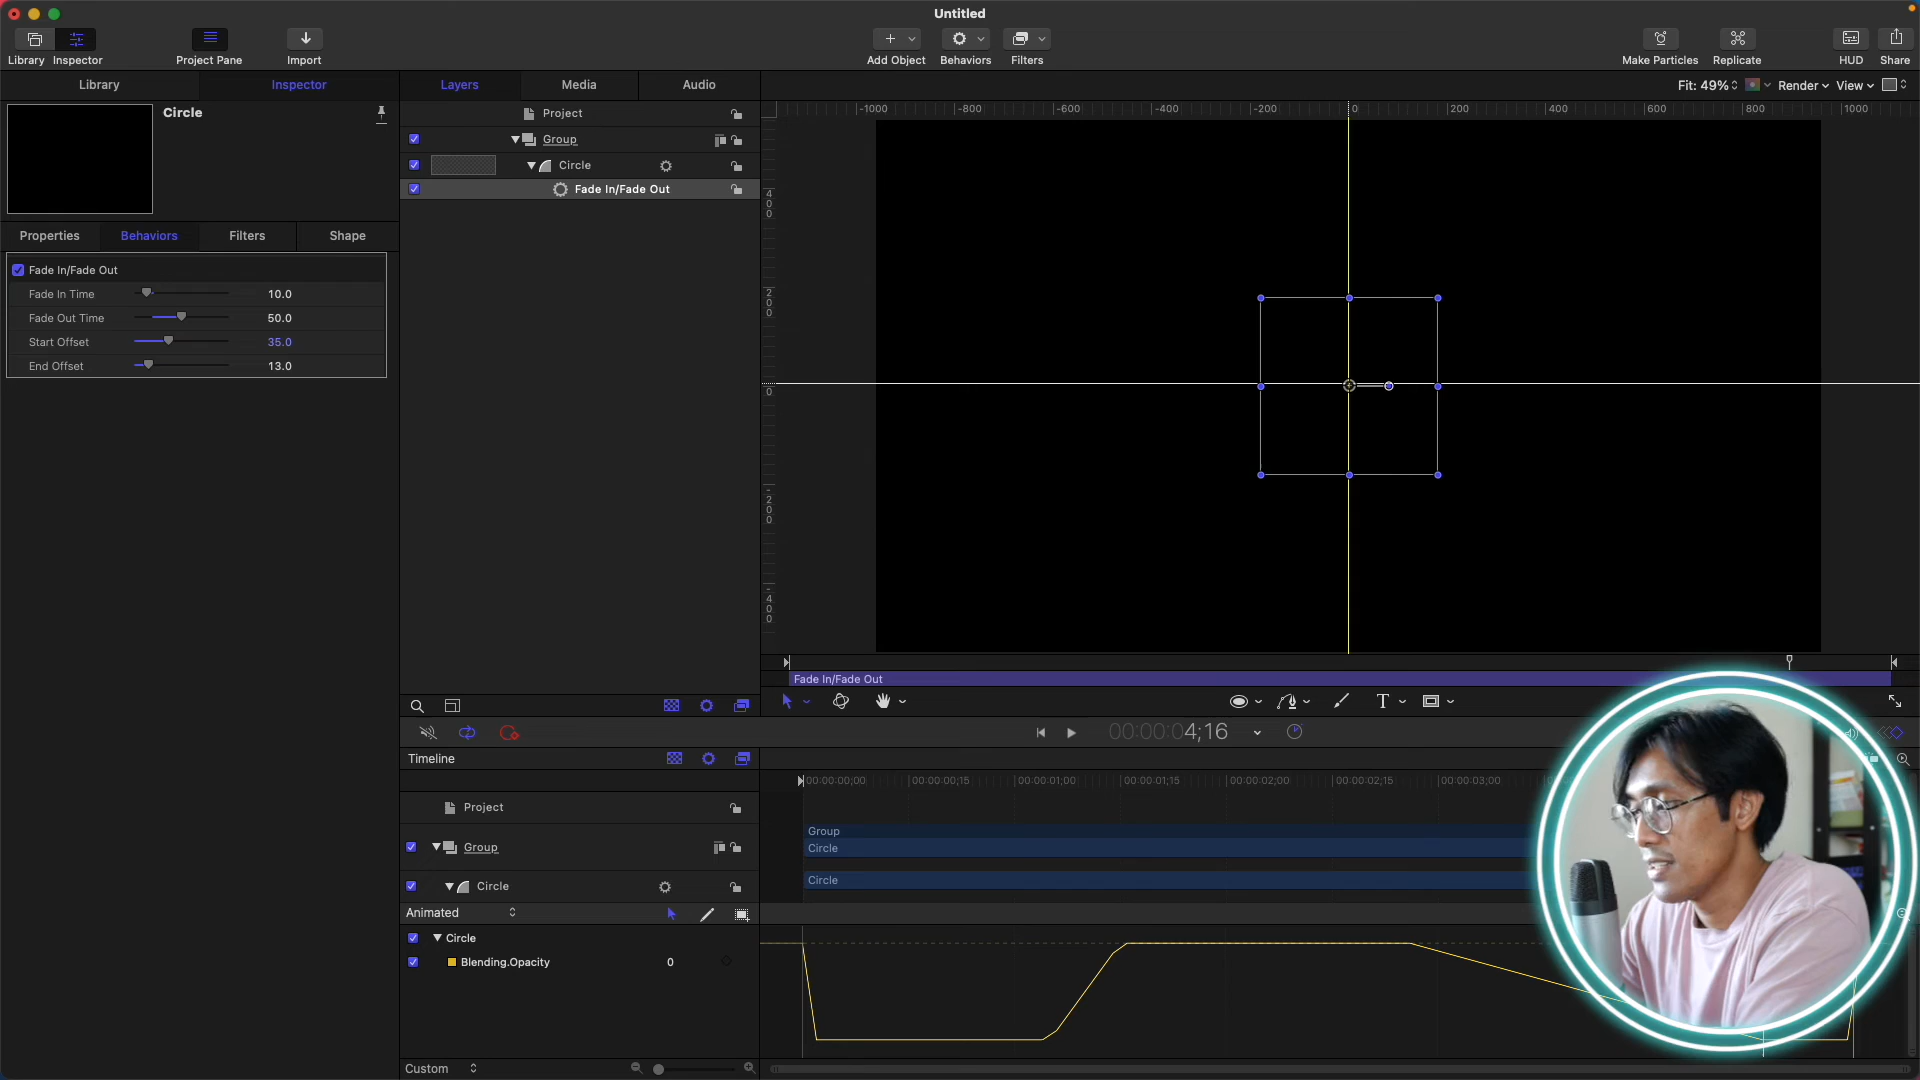 Untitled
Library Inspector Project Pane Import Add Object Behaviors Filters Make Particles Replicate HUD Share
Library Inspector Layers Media Audio Fit: 49% Render View
Circle
Project
Group
Circle
Fade In/Fade Out
-1000 -800 -600 -400 -200 0 200 400 600 800 1000
400
200
0
-200
-400
Properties Behaviors Filters Shape
Fade In/Fade Out
Fade In Time 10.0
Fade Out Time 50.0
Start Offset 35.0
End Offset 13.0
Fade In/Fade Out
T
00:00:04;16
Timeline
00:00:00;00 00:00:00;15 00:00:01;00 00:00:01;15 00:00:02;00 00:00:02;15 00:00:03;00
Project
Group
Circle
Group
Circle
Circle
Circle
Animated
Circle
Blending.Opacity 0
Custom